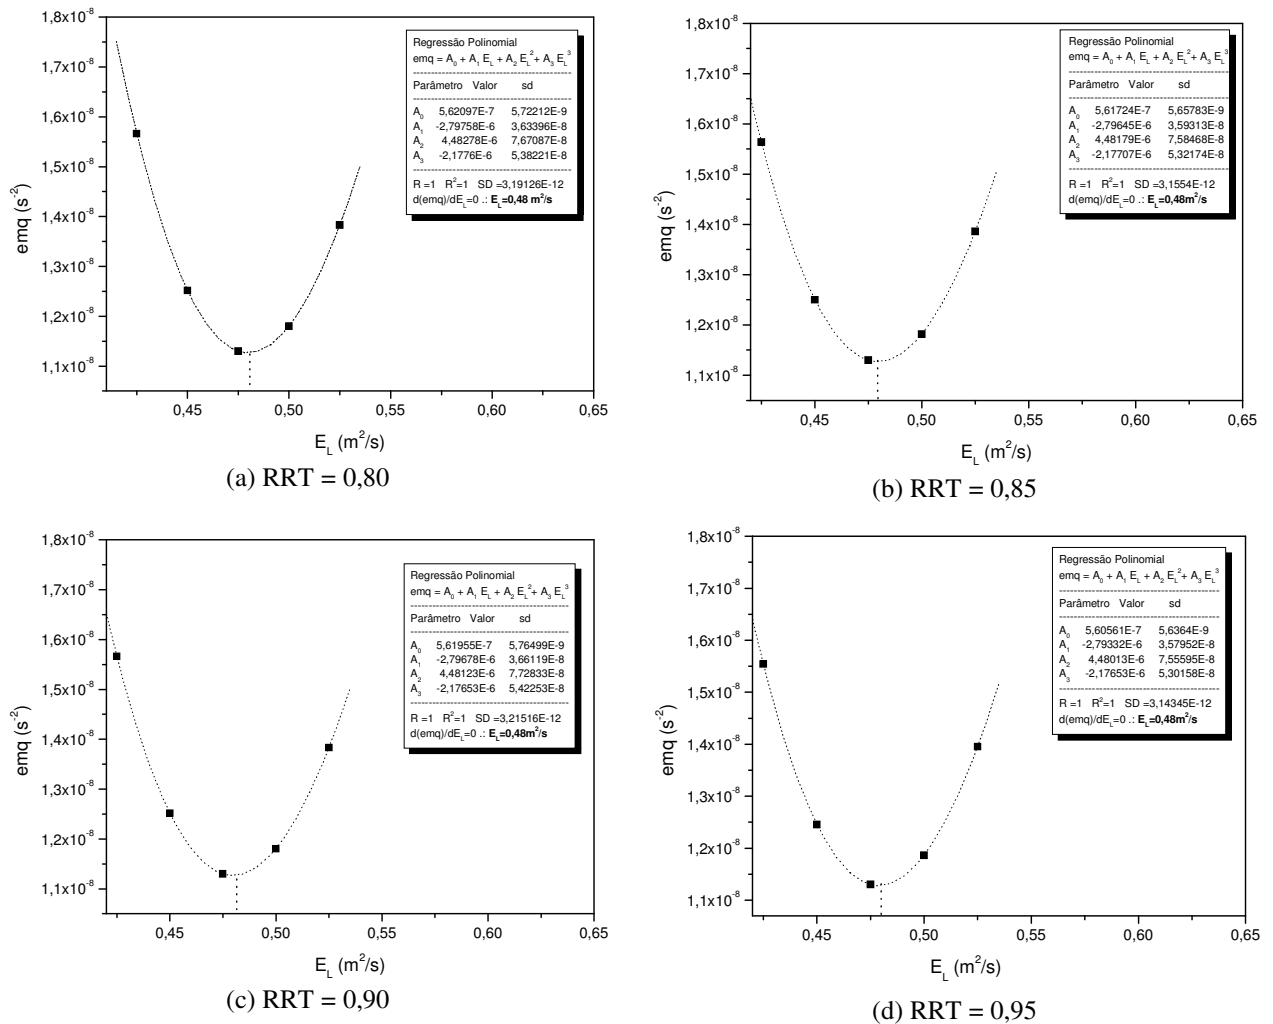 1,8x10⁻⁸
1,7x10⁻⁸
1,6x10⁻⁸
1,5x10⁻⁸
1,4x10⁻⁸
1,3x10⁻⁸
1,2x10⁻⁸
1,1x10⁻⁸
emq (s⁻²)
Regressão Polinomial
emq = A₀ + A₁ E_L + A₂ E_L² + A₃ E_L³
Parâmetro Valor sd
A₀ 5,62097E-7 5,72212E-9
A₁ -2,79758E-6 3,63396E-8
A₂ 4,48278E-6 7,67087E-8
A₃ -2,1776E-6 5,38221E-8
R =1 R²=1 SD =3,19126E-12
d(emq)/dE_L=0 .: E_L=0,48 m²/s
0,45 0,50 0,55 0,60 0,65
E_L (m²/s)
(a) RRT = 0,80
1,8x10⁻⁸
1,7x10⁻⁸
1,6x10⁻⁸
1,5x10⁻⁸
1,4x10⁻⁸
1,3x10⁻⁸
1,2x10⁻⁸
1,1x10⁻⁸
emq (s⁻²)
Regressão Polinomial
emq = A₀ + A₁ E_L + A₂ E_L² + A₃ E_L³
Parâmetro Valor sd
A₀ 5,61724E-7 5,65783E-9
A₁ -2,79645E-6 3,59313E-8
A₂ 4,48179E-6 7,58468E-8
A₃ -2,17707E-6 5,32174E-8
R =1 R²=1 SD =3,1554E-12
d(emq)/dE_L=0 .: E_L=0,48 m²/s
0,45 0,50 0,55 0,60 0,65
E_L (m²/s)
(b) RRT = 0,85
1,8x10⁻⁸
1,7x10⁻⁸
1,6x10⁻⁸
1,5x10⁻⁸
1,4x10⁻⁸
1,3x10⁻⁸
1,2x10⁻⁸
1,1x10⁻⁸
emq (s⁻²)
Regressão Polinomial
emq = A₀ + A₁ E_L + A₂ E_L² + A₃ E_L³
Parâmetro Valor sd
A₀ 5,61955E-7 5,76499E-9
A₁ -2,79678E-6 3,66119E-8
A₂ 4,48123E-6 7,72833E-8
A₃ -2,17653E-6 5,42253E-8
R =1 R²=1 SD =3,21516E-12
d(emq)/dE_L=0 .: E_L=0,48m²/s
0,45 0,50 0,55 0,60 0,65
E_L (m²/s)
(c) RRT = 0,90
1,8x10⁻⁸
1,7x10⁻⁸
1,6x10⁻⁸
1,5x10⁻⁸
1,4x10⁻⁸
1,3x10⁻⁸
1,2x10⁻⁸
1,1x10⁻⁸
emq (s⁻²)
Regressão Polinomial
emq = A₀ + A₁ E_L + A₂ E_L² + A₃ E_L³
Parâmetro Valor sd
A₀ 5,60561E-7 5,6364E-9
A₁ -2,79332E-6 3,57952E-8
A₂ 4,48013E-6 7,55595E-8
A₃ -2,17653E-6 5,30158E-8
R =1 R²=1 SD =3,14345E-12
d(emq)/dE_L=0 .: E_L=0,48m²/s
0,45 0,50 0,55 0,60 0,65
E_L (m²/s)
(d) RRT = 0,95